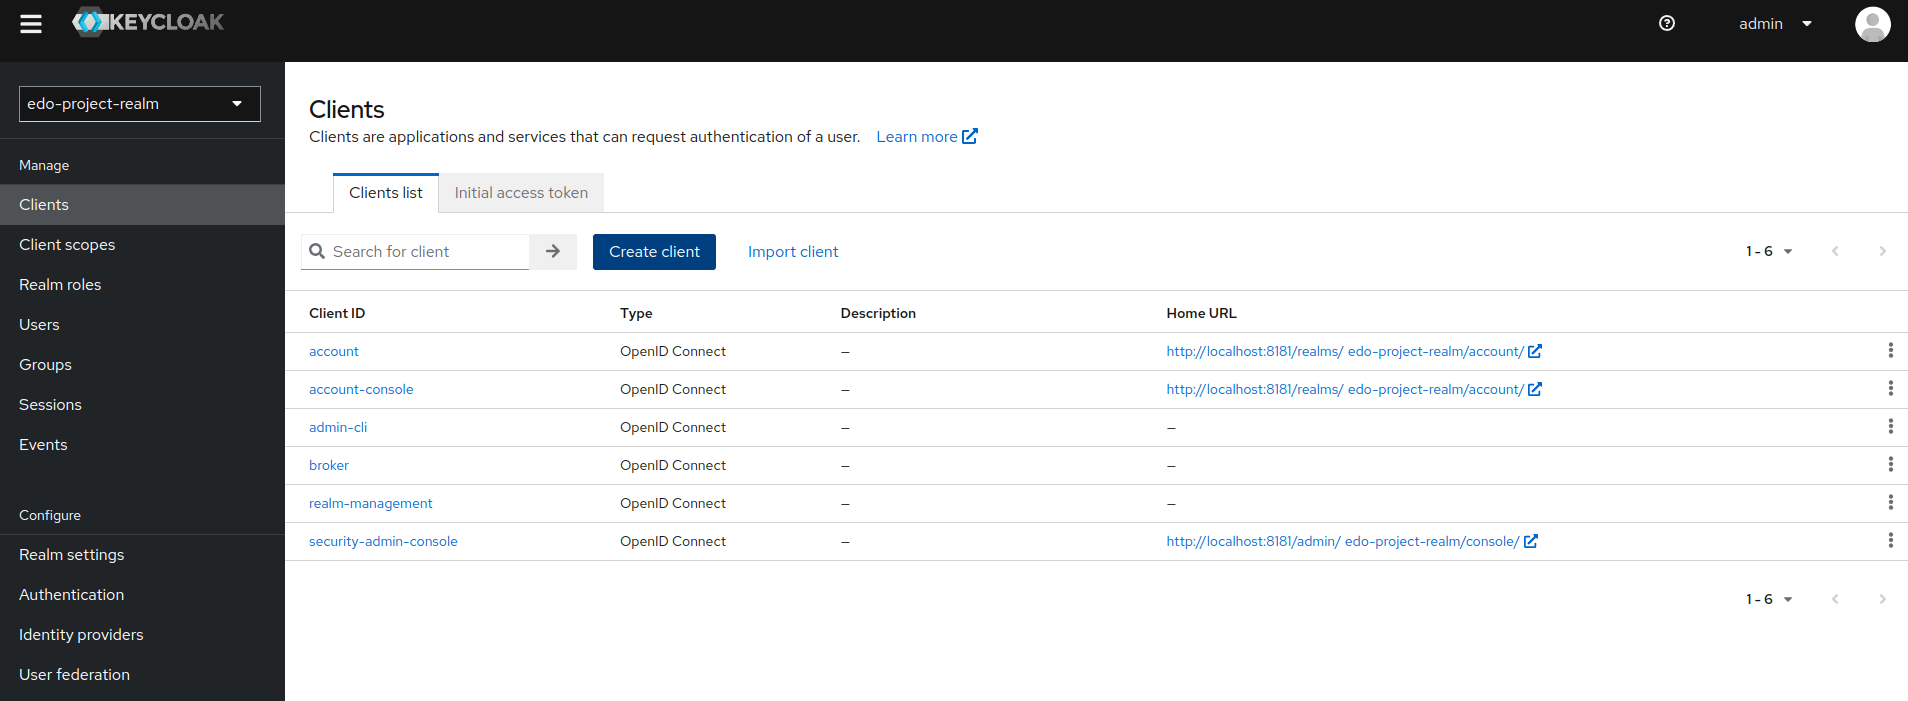 KEYCLOAK
admin
edo-project-realm
Manage
Clients
Client scopes
Realm roles
Users
Groups
Sessions
Events
Configure
Realm settings
Authentication
Identity providers
User federation
Clients
Clients are applications and services that can request authentication of a user. Learn more
Clients list Initial access token
Search for client Create client Import client 1 - 6
Client ID Type Description Home URL
account OpenID Connect – http://localhost:8181/realms/ edo-project-realm/account/
account-console OpenID Connect – http://localhost:8181/realms/ edo-project-realm/account/
admin-cli OpenID Connect – –
broker OpenID Connect – –
realm-management OpenID Connect – –
security-admin-console OpenID Connect – http://localhost:8181/admin/ edo-project-realm/console/
1 - 6